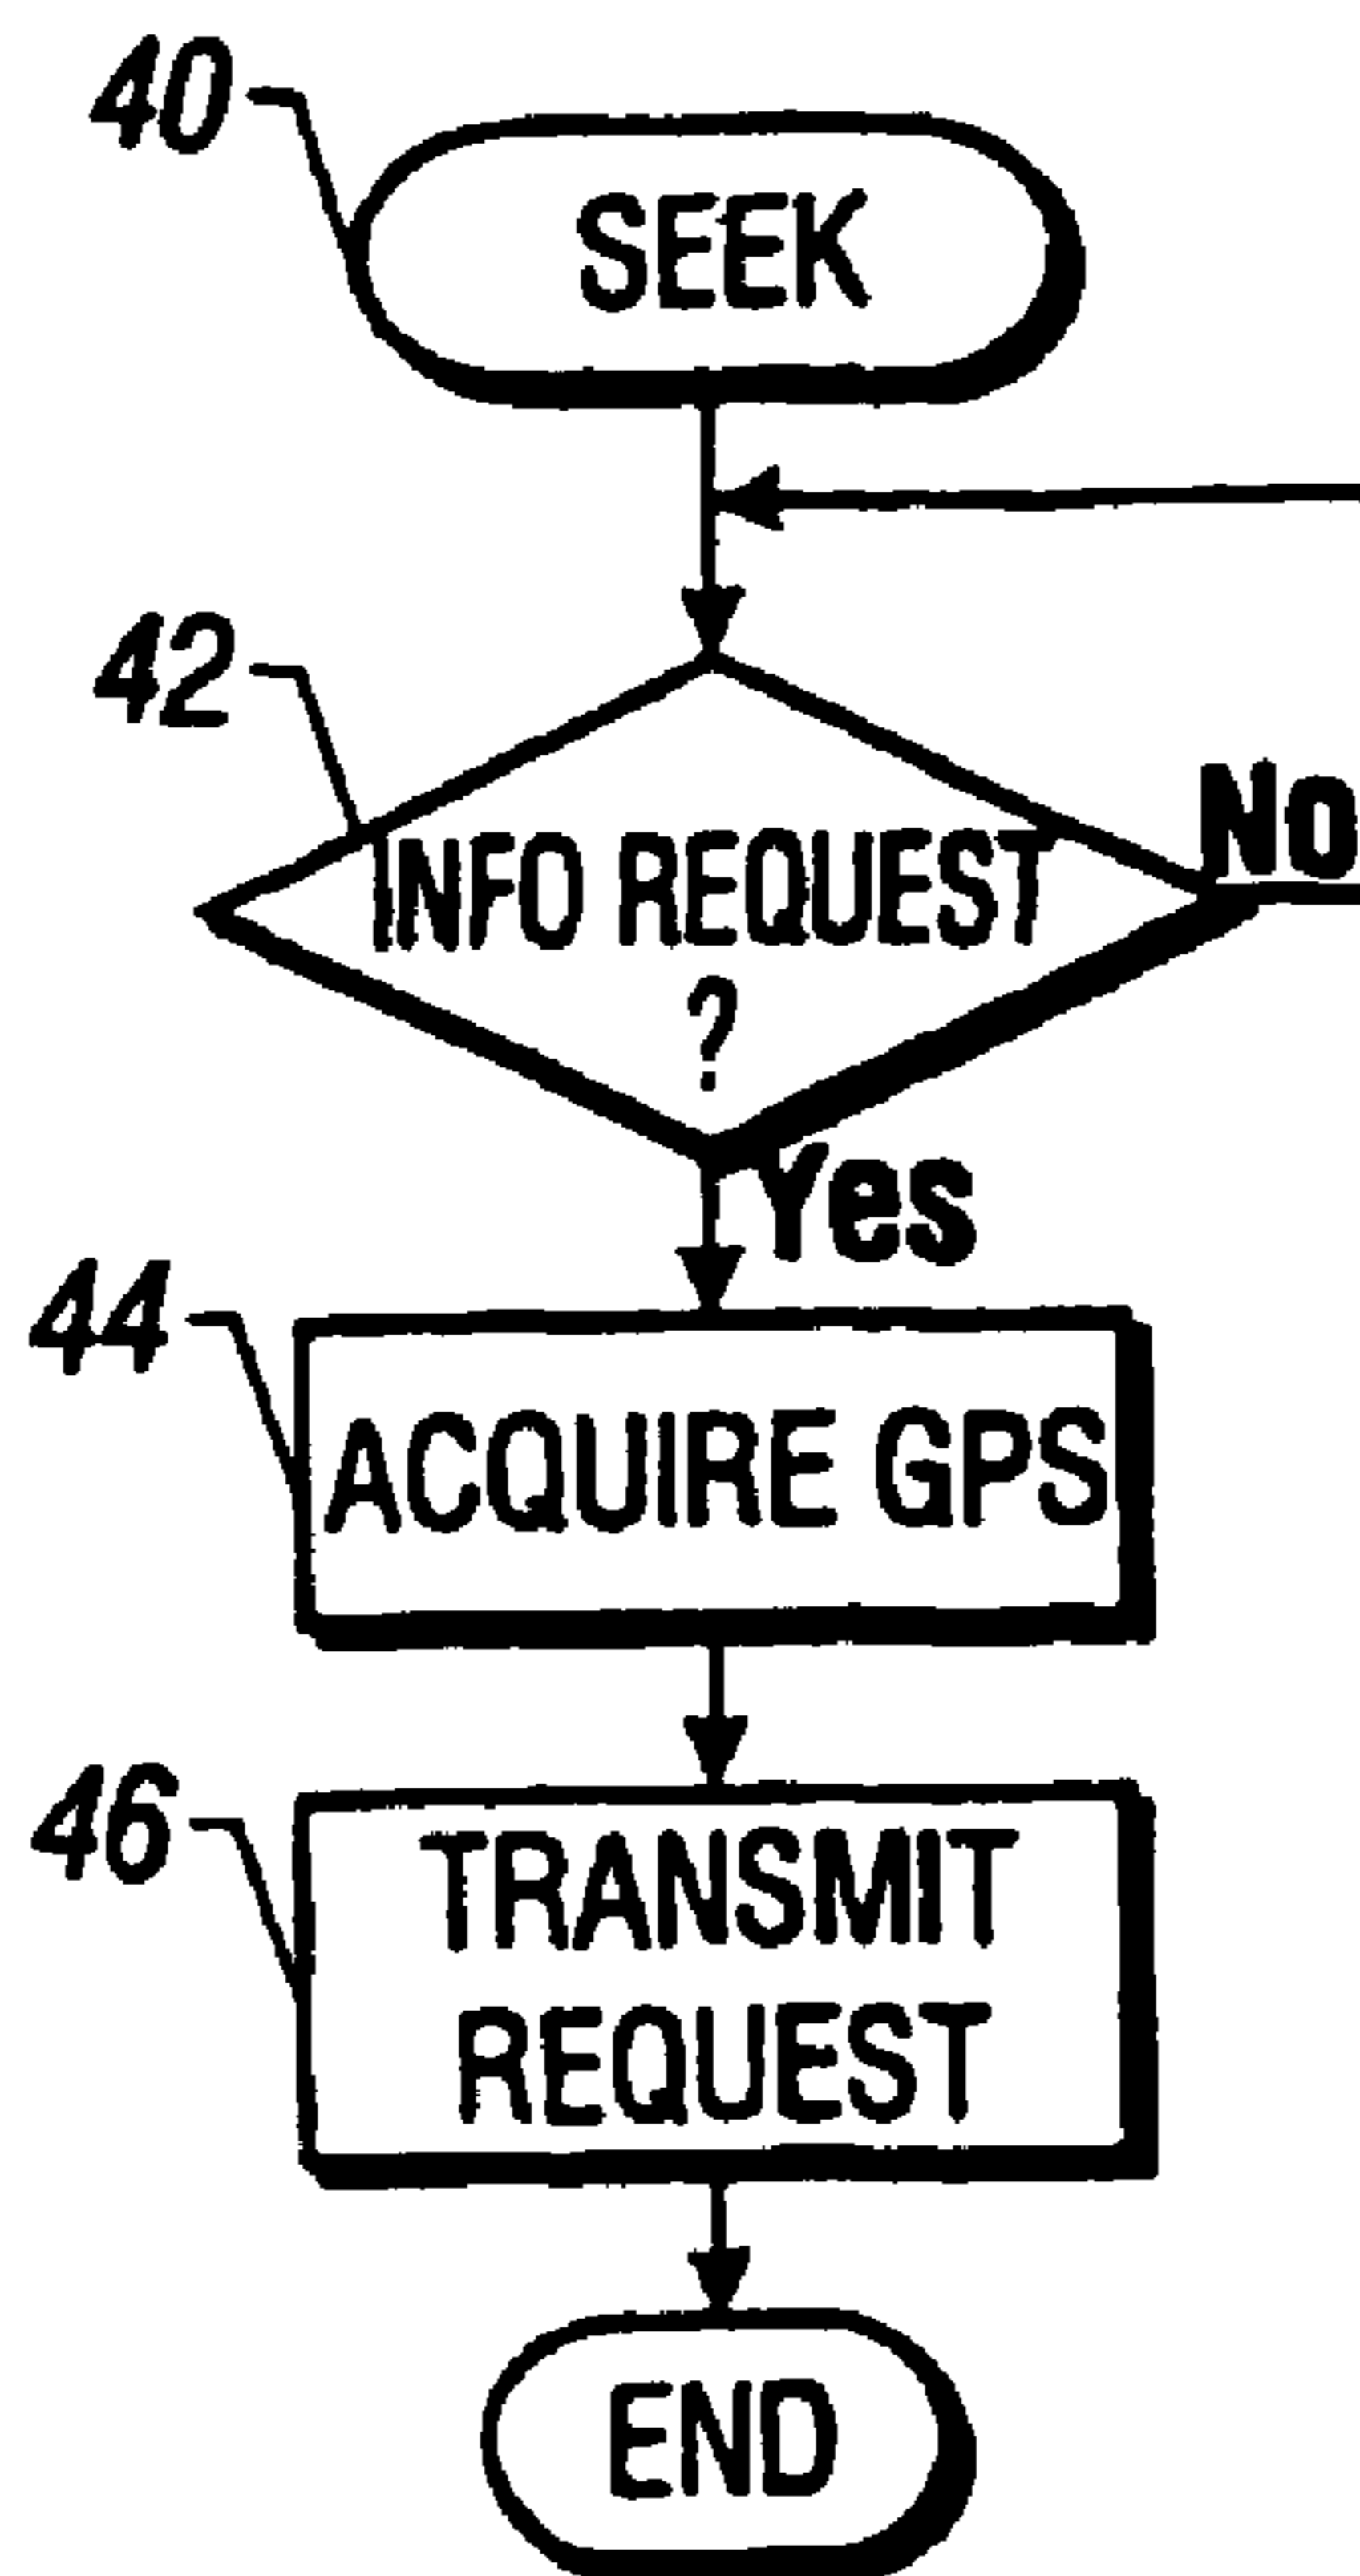 40
SEEK
42
INFO REQUEST
?
No
Yes
44
ACQUIRE GPS
46
TRANSMIT
REQUEST
END